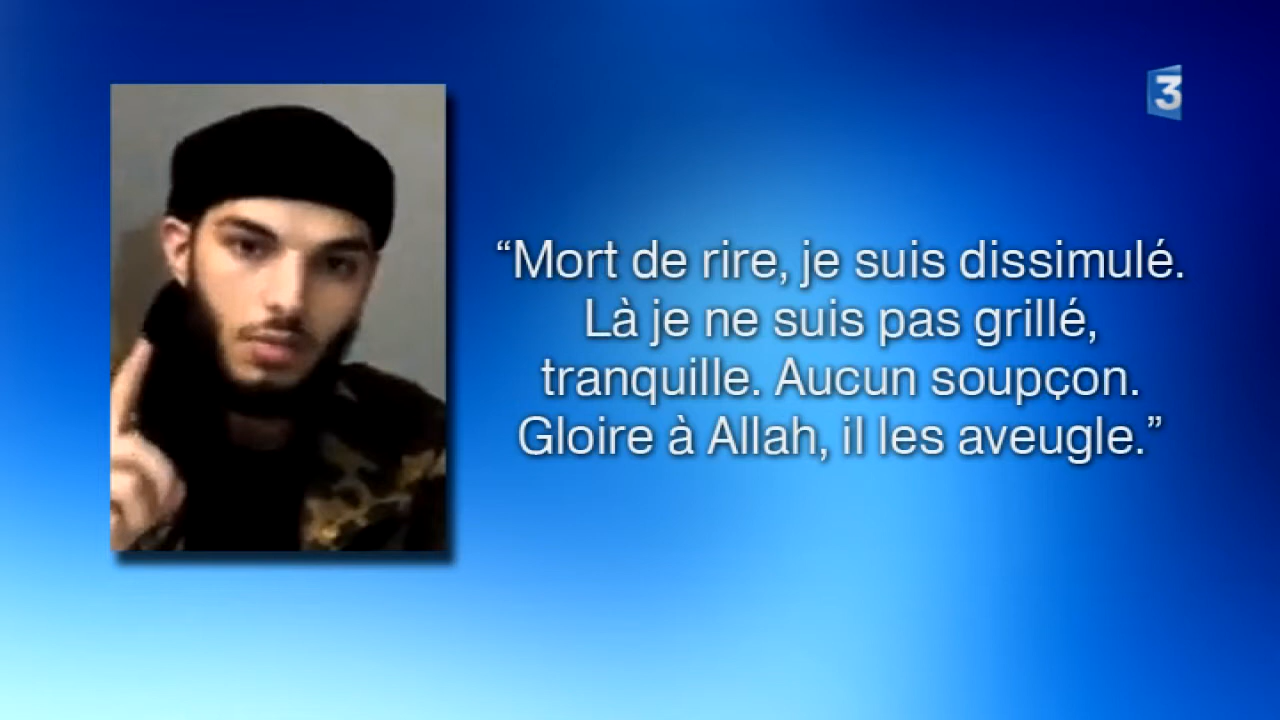 3
“Mort de rire, je suis dissimulé.
Là je ne suis pas grillé,
tranquille. Aucun soupçon.
Gloire à Allah, il les aveugle.”